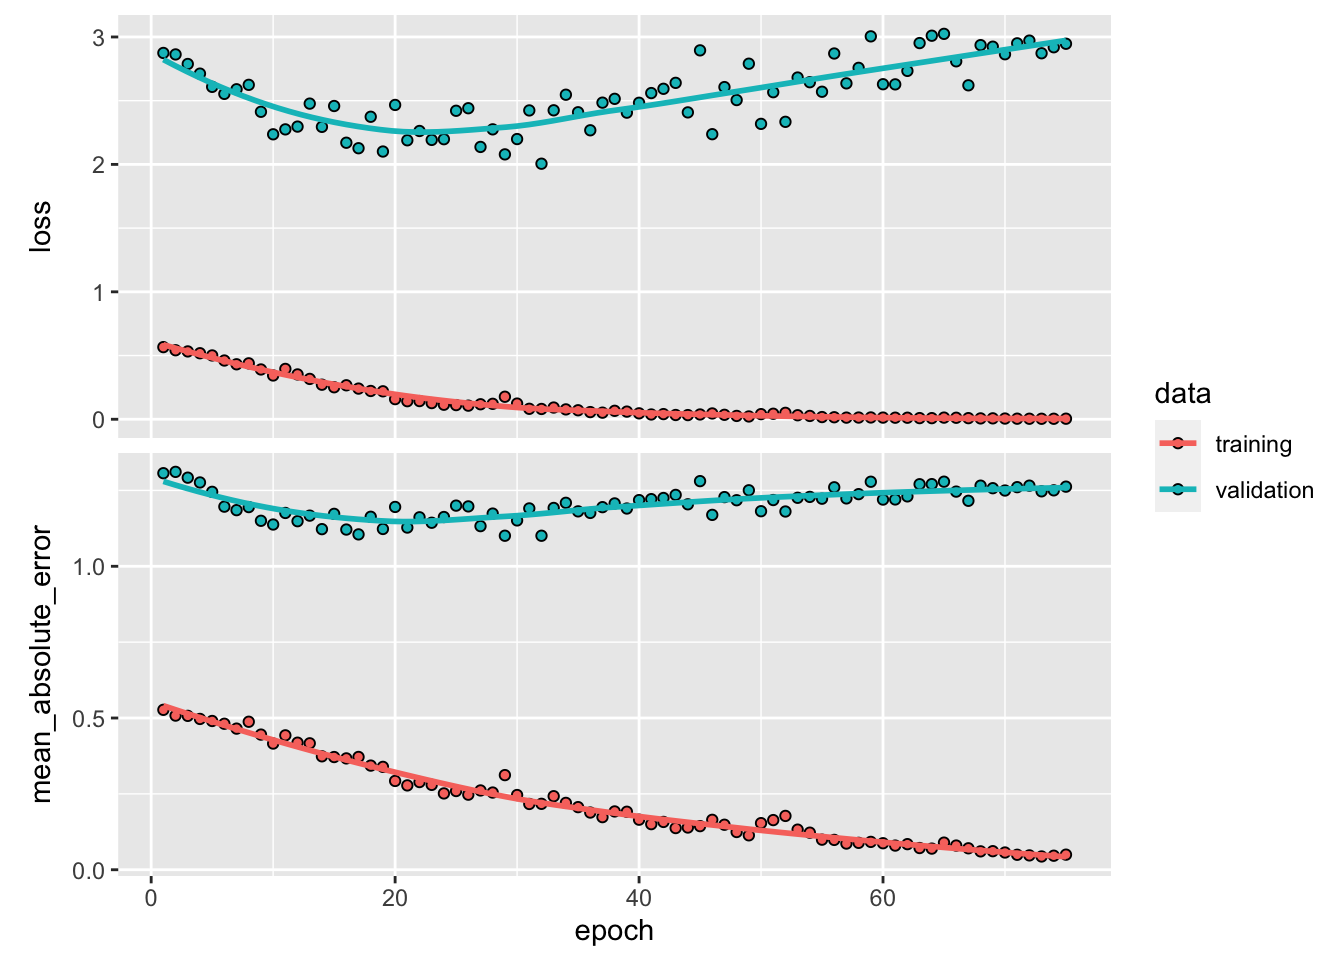 3
2
1
0
loss
1.0
0.5
0.0
mean_absolute_error
0 20 40 60
epoch
data
training
validation